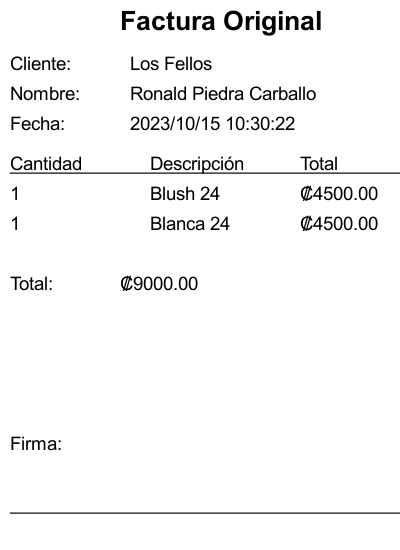 Factura Original
Cliente: Los Fellos
Nombre: Ronald Piedra Carballo
Fecha: 2023/10/15 10:30:22
Cantidad Descripción Total
1 Blush 24 ₡4500.00
1 Blanca 24 ₡4500.00
Total: ₡9000.00
Firma: